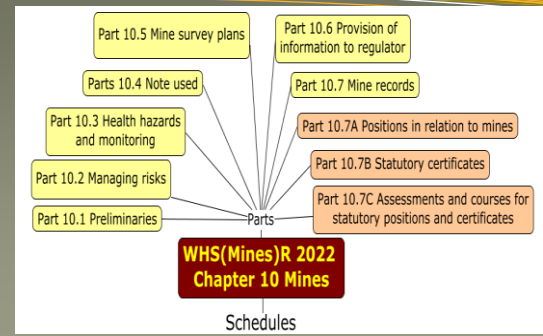 Part 10.5 Mine survey plans
Part 10.6 Provision of
information to regulator
Parts 10.4 Note used
Part 10.7 Mine records
Part 10.3 Health hazards
and monitoring
Part 10.7A Positions in relation to mines
Part 10.7B Statutory certificates
Part 10.2 Managing risks
Part 10.7C Assessments and courses for
statutory positions and certificates
Part 10.1 Preliminaries
Parts
WHS(Mines)R 2022
Chapter 10 Mines
Schedules